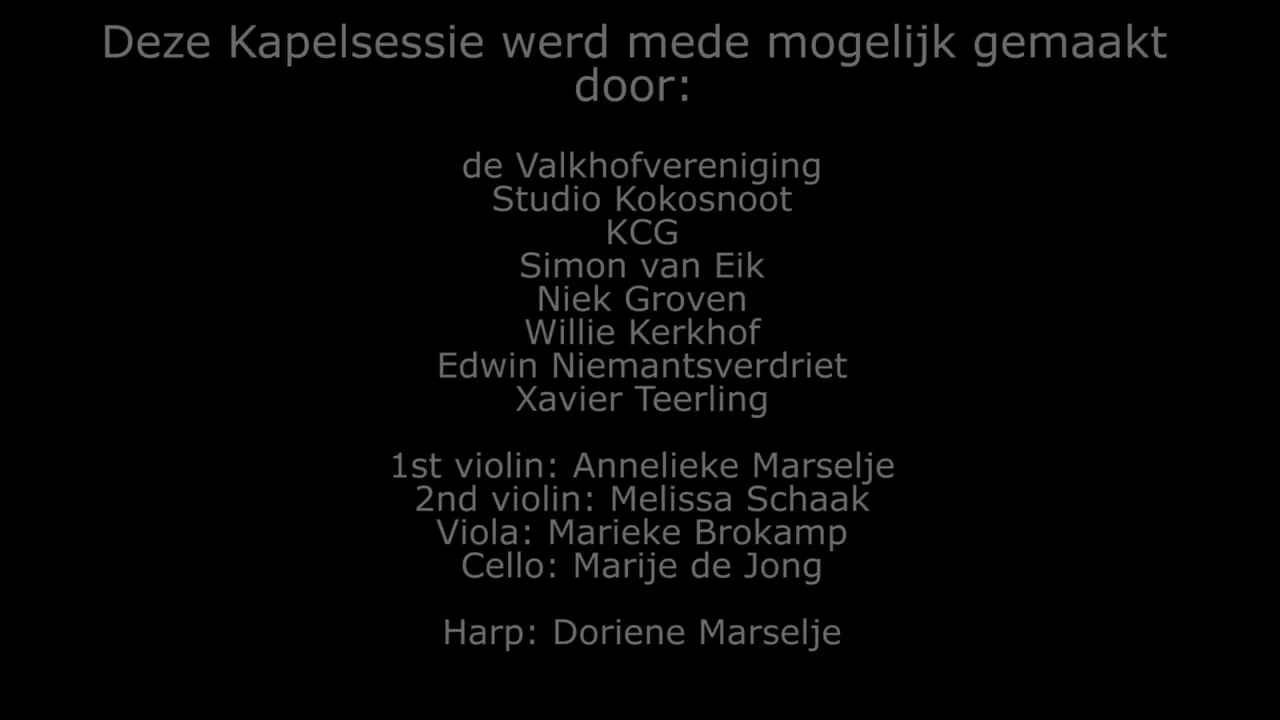 Deze Kapelsessie werd mede mogelijk gemaakt
door:
de Valkhofvereniging
Studio Kokosnoot
KCG
Simon van Eik
Niek Groven
Willie Kerkhof
Edwin Niemantsverdriet
Xavier Teerling
1st violin: Annelieke Marselje
2nd violin: Melissa Schaak
Viola: Marieke Brokamp
Cello: Marije de Jong
Harp: Doriene Marselje